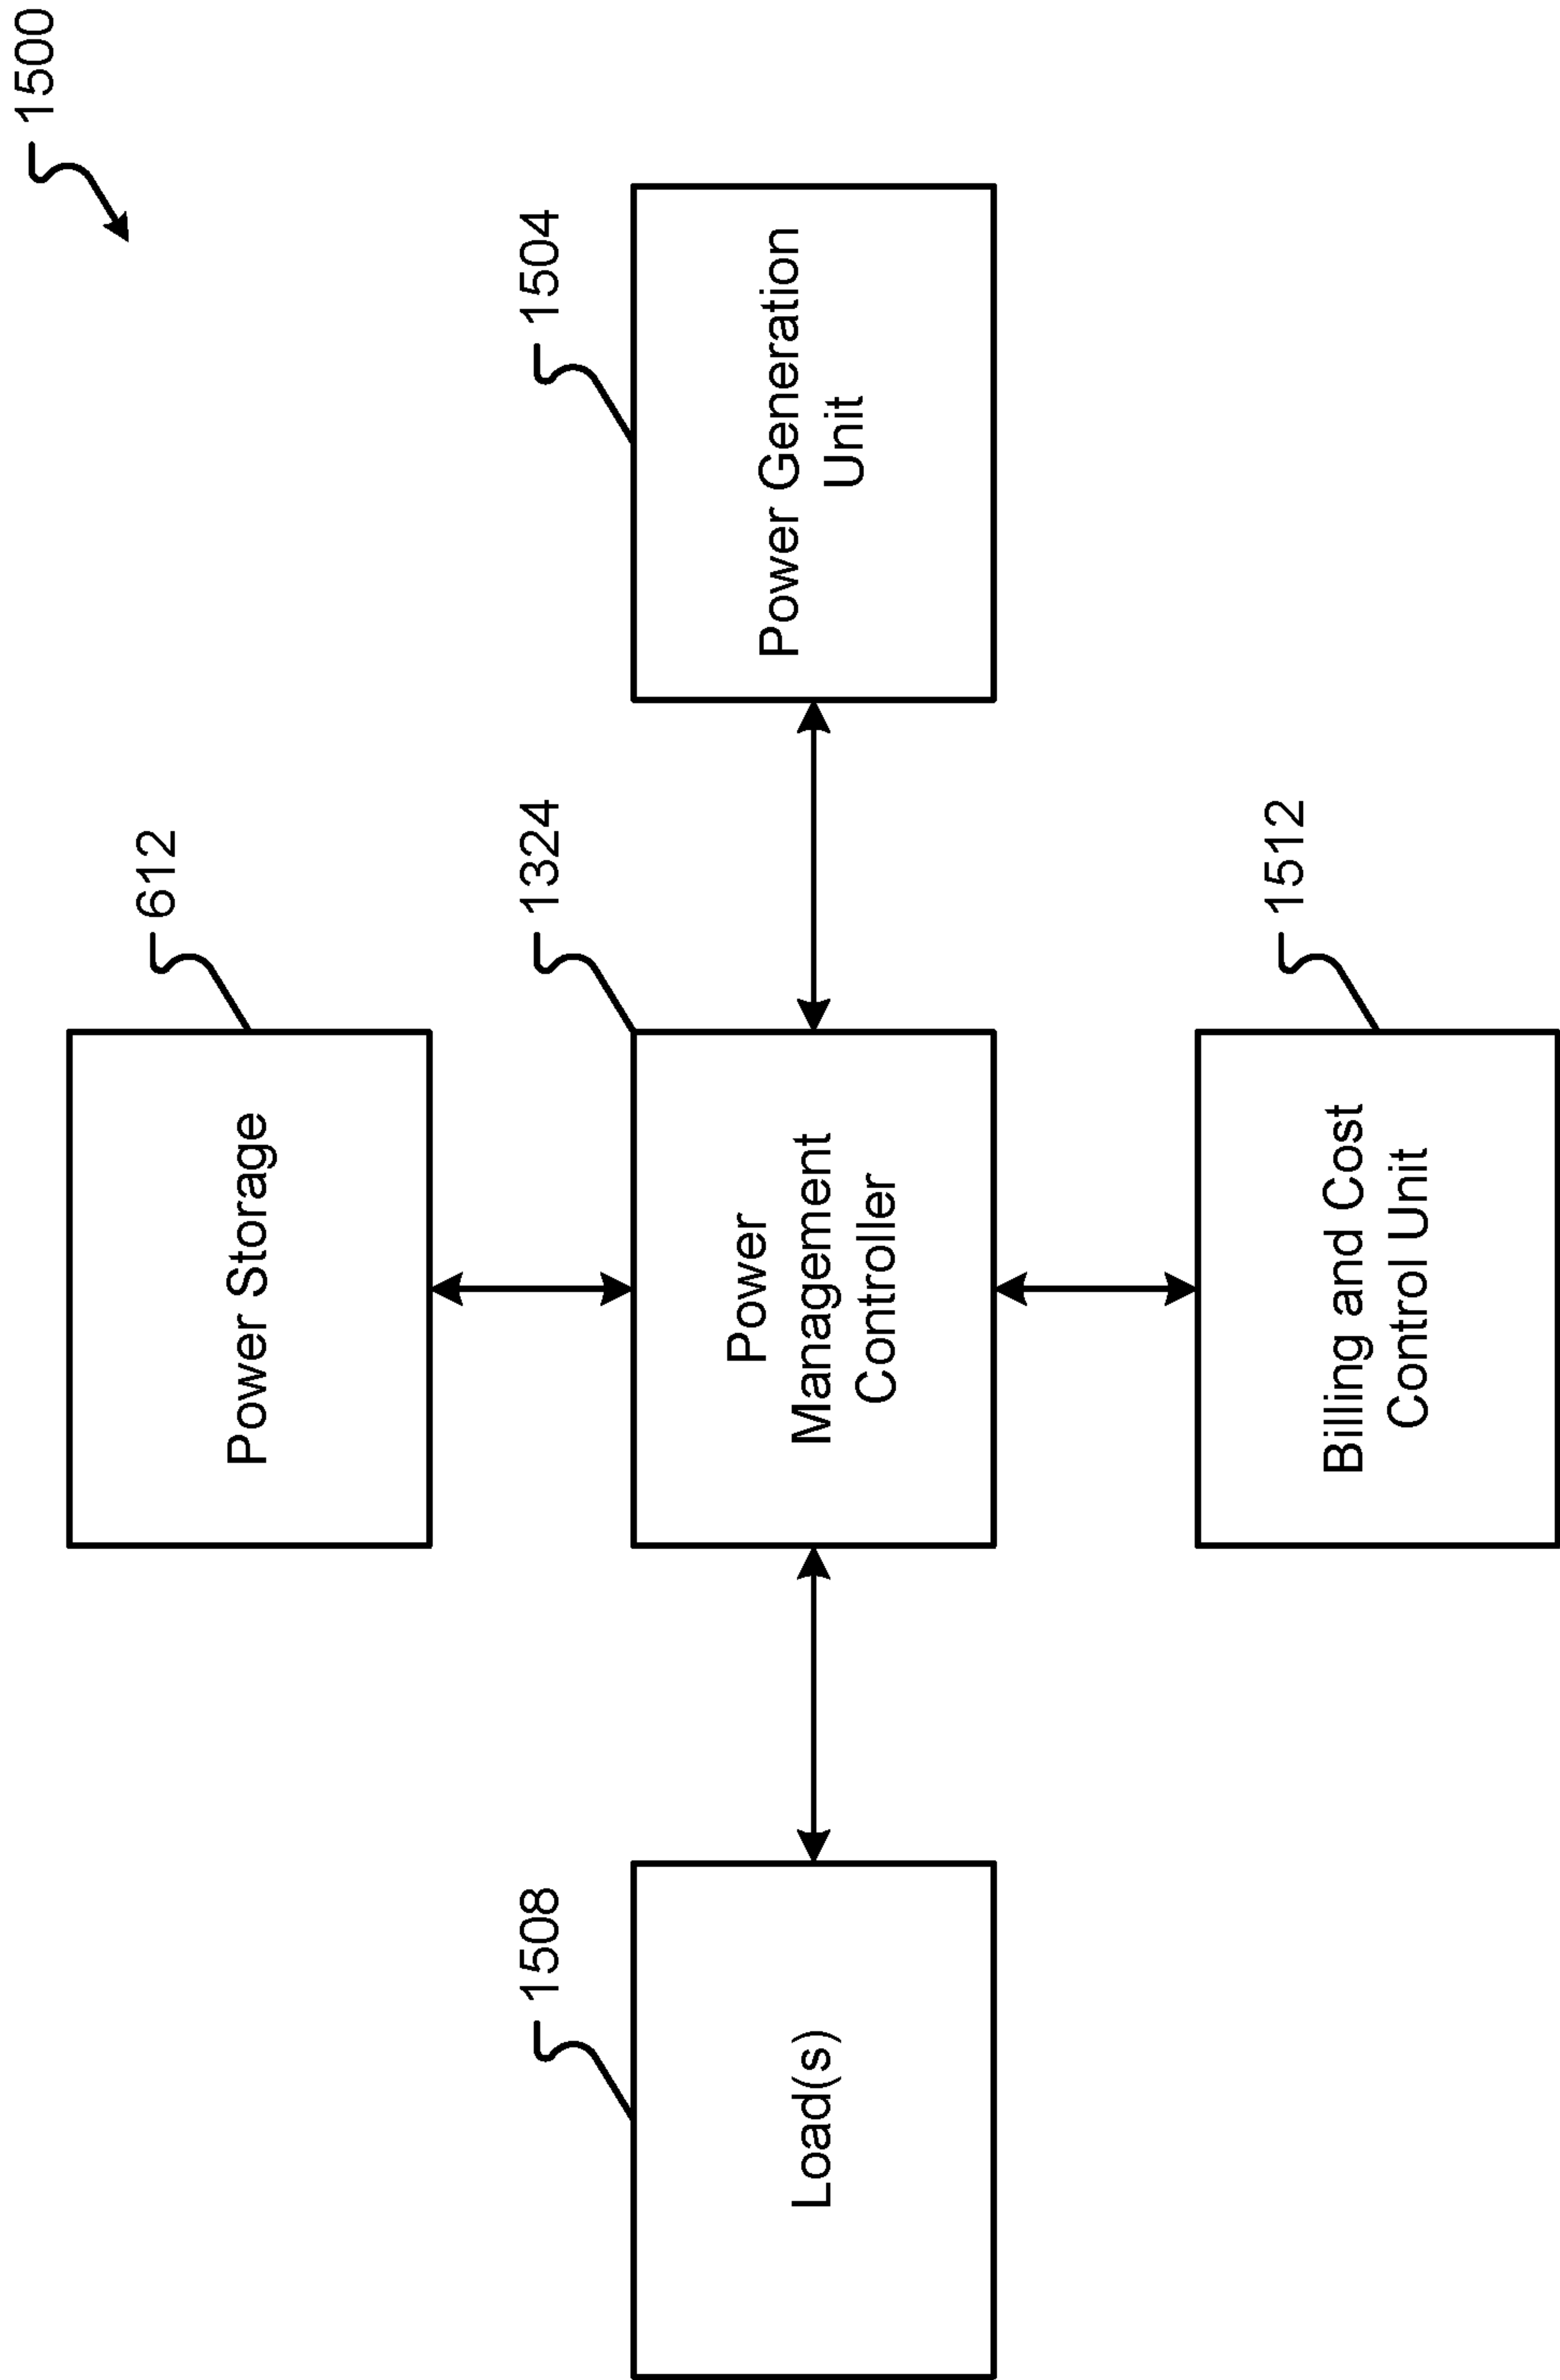 1500
612
Power Storage
1508
1324
1504
Load(s)
Power
Management
Controller
Power Generation
Unit
1512
Billing and Cost
Control Unit